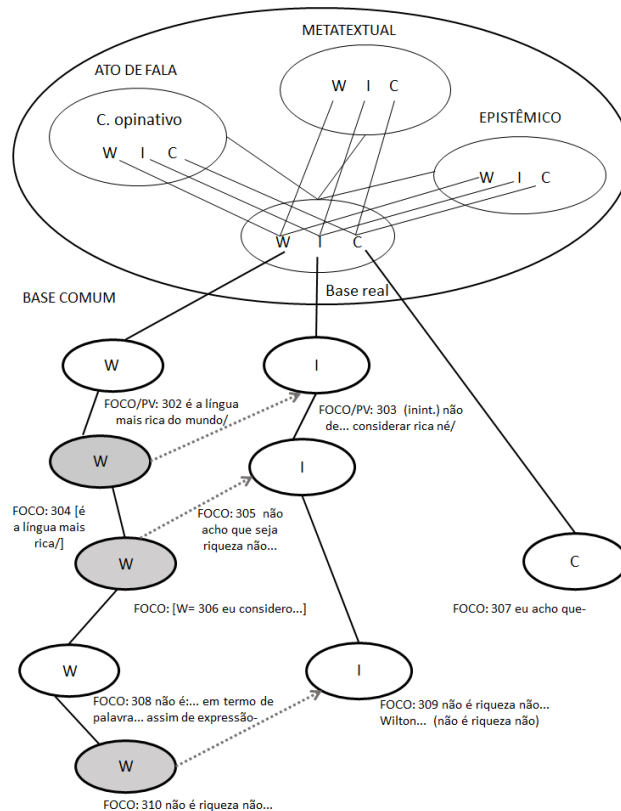 METATEXTUAL
W I C
ATO DE FALA
C. opinativo
W I C
EPISTÊMICO
W I C
W I C
Base real
BASE COMUM
W
I
FOCO/PV: 302 é a língua
mais rica do mundo/
FOCO/PV: 303 (inint.) não
de... considerar rica né/
W
I
FOCO: 304 [é
a língua mais
rica/]
FOCO: 305 não
acho que seja
riqueza não...
W
C
FOCO: [W= 306 eu considero...]
FOCO: 307 eu acho que-
W
I
FOCO: 308 não é:... em termo de
palavra... assim de expressão-
FOCO: 309 não é riqueza não...
Wilton... (não é riqueza não)
W
FOCO: 310 não é riqueza não...